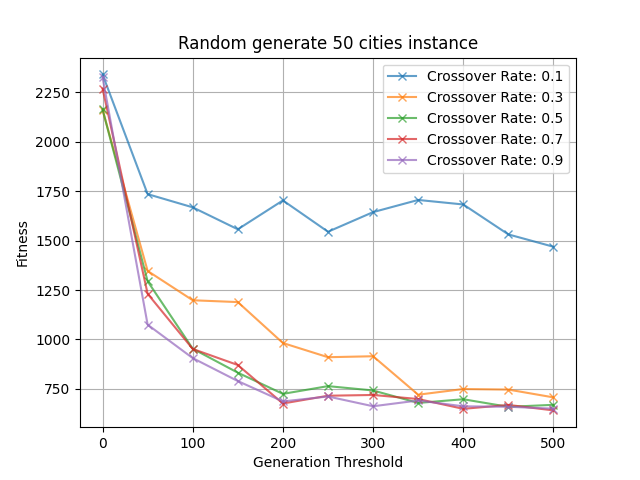 Random generate 50 cities instance
Crossover Rate: 0.1
Crossover Rate: 0.3
Crossover Rate: 0.5
Crossover Rate: 0.7
Crossover Rate: 0.9
Fitness
2250
2000
1750
1500
1250
1000
750
0 100 200 300 400 500
Generation Threshold